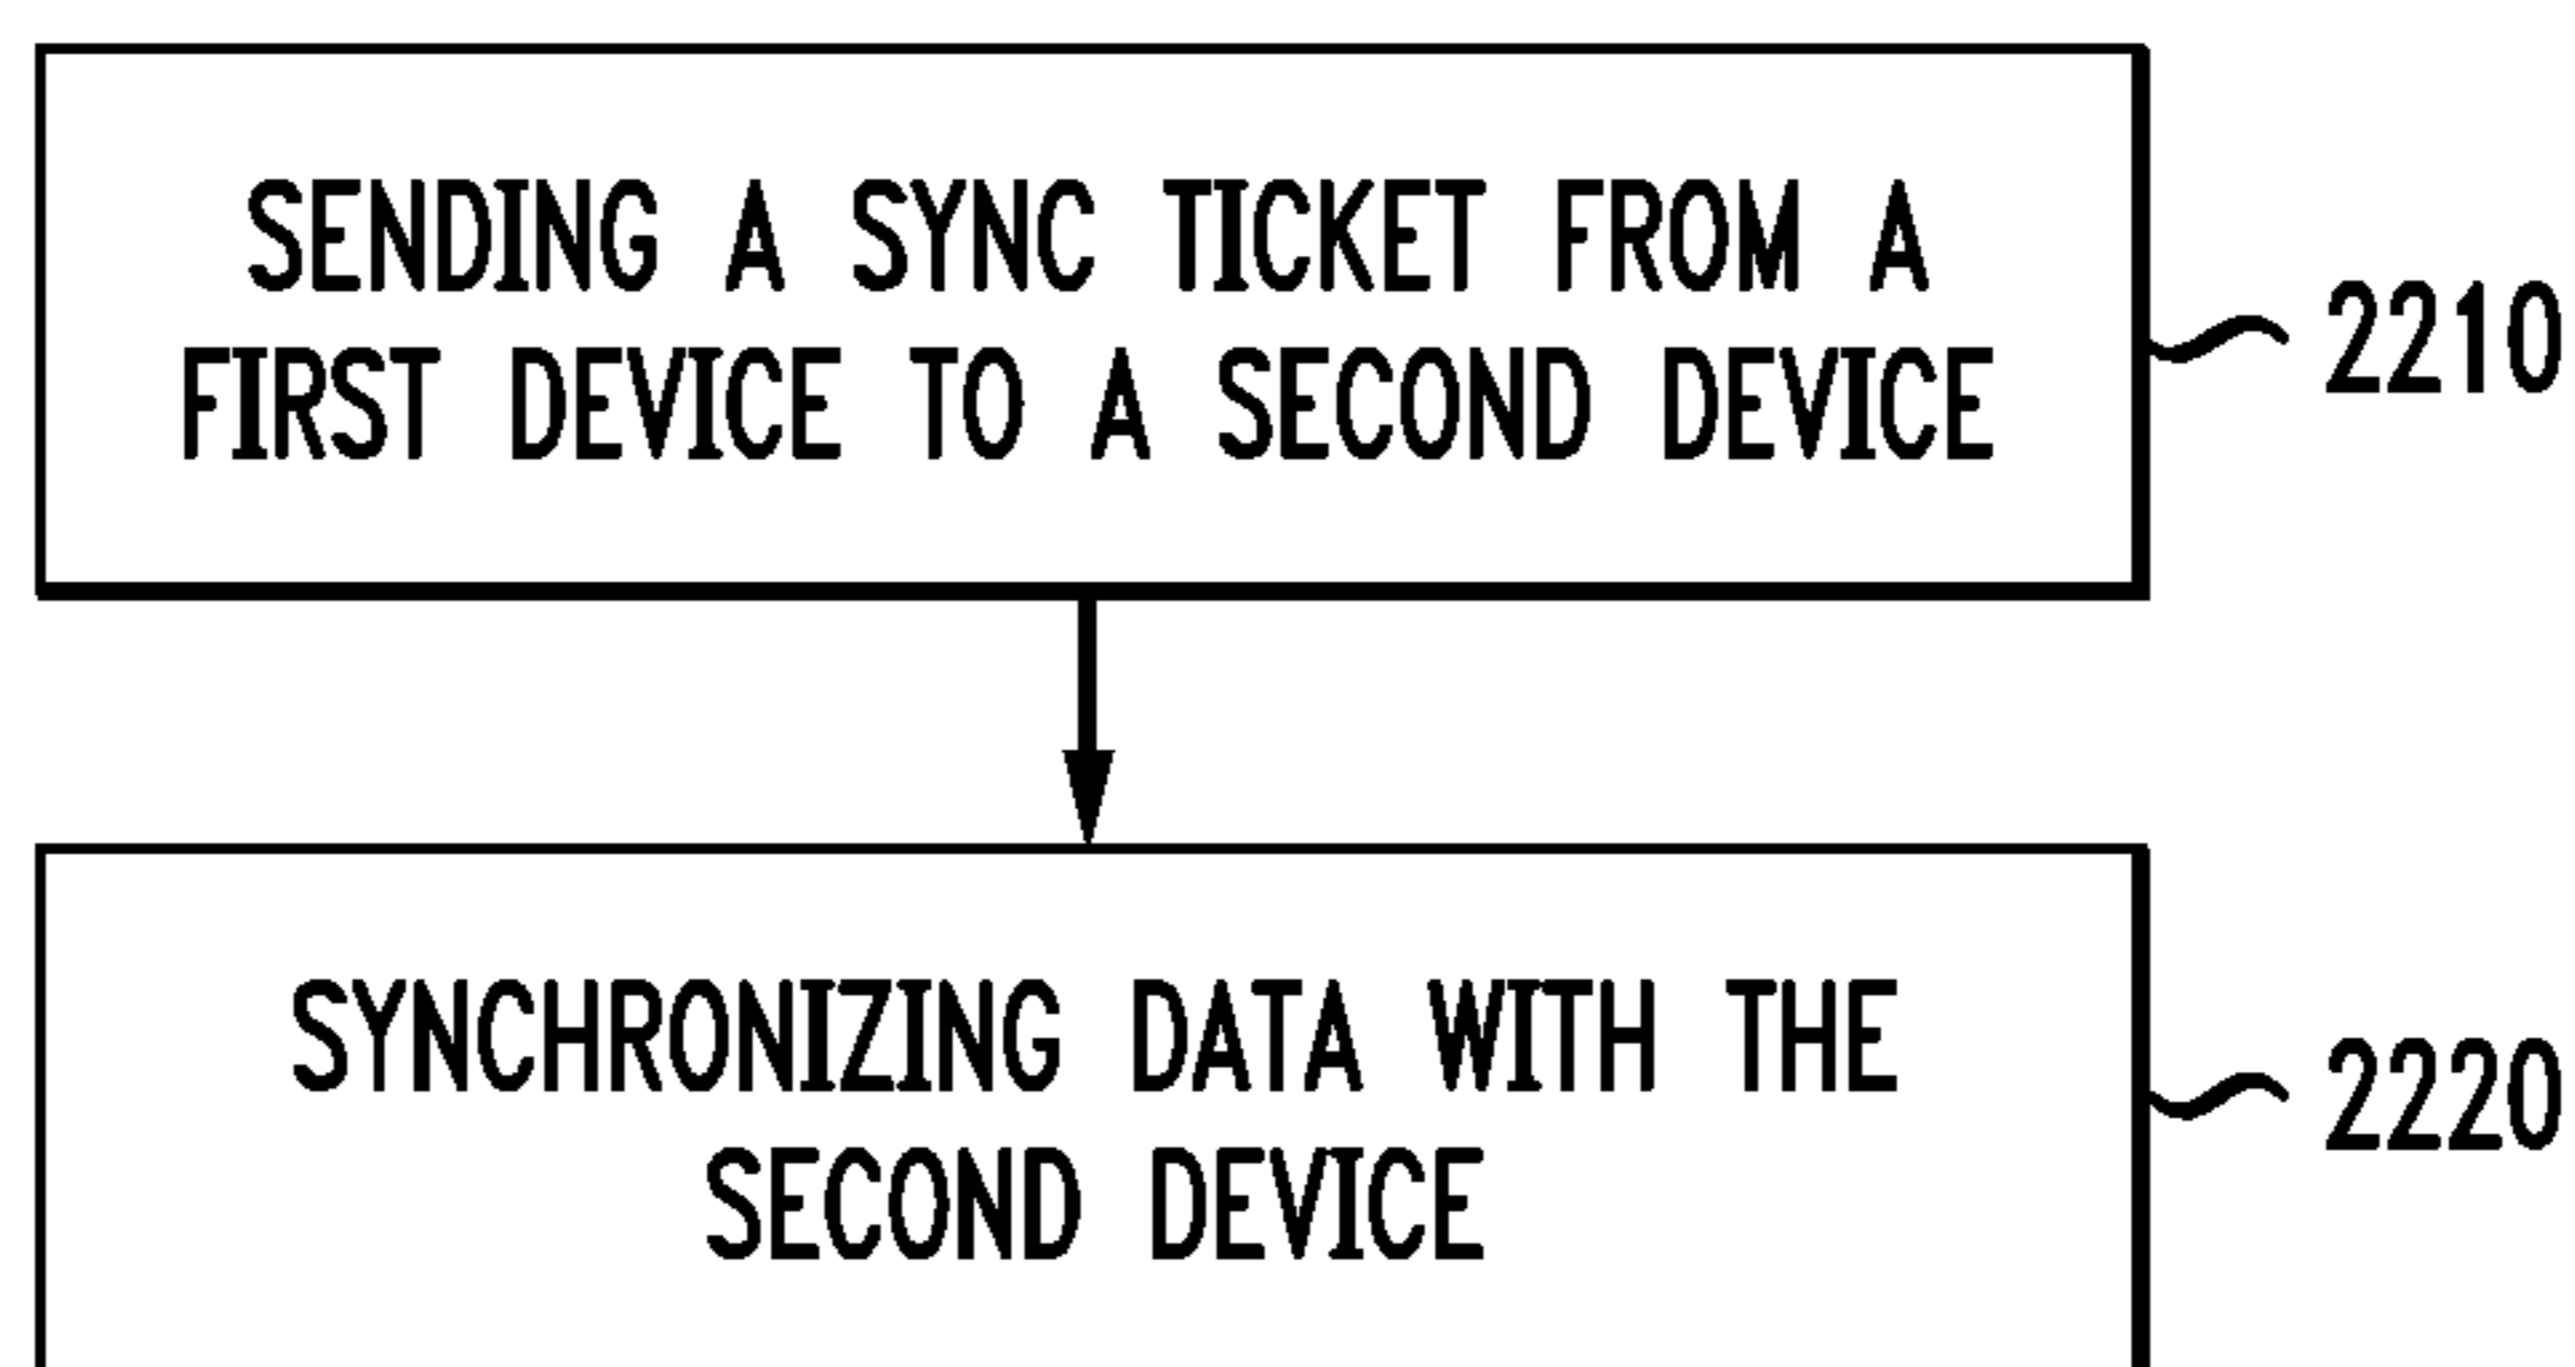 SENDING A SYNC TICKET FROM A
FIRST DEVICE TO A SECOND DEVICE
2210
SYNCHRONIZING DATA WITH THE
SECOND DEVICE
2220